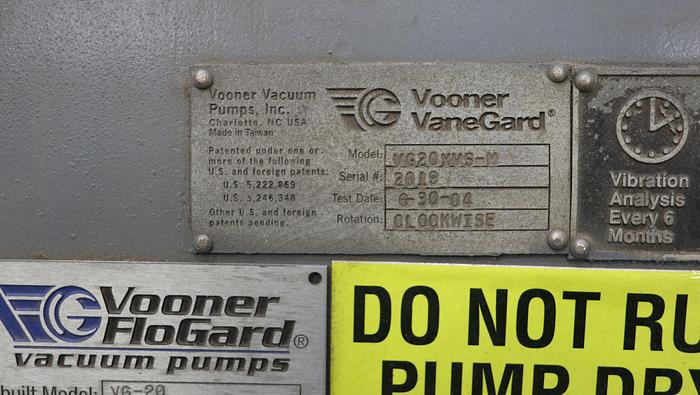 Vooner Vacuum
Pumps, Inc.
Charlotte, NC USA
Made in Taiwan
Patented under one or
more of the following
U.S. and foreign patents:
U.S. 5,222,869
U.S. 5,246,348
Other U.S. and foreign
patents pending.
Vooner
VaneGard®
Model:
Serial #: 2019
Test Date: 6-30-04
Rotation: CLOCKWISE
Vibration
Analysis
Every 6
Months
Vooner
FloGard®
vacuum pumps
built Model: VG-20
DO NOT RU
PUMP DRY